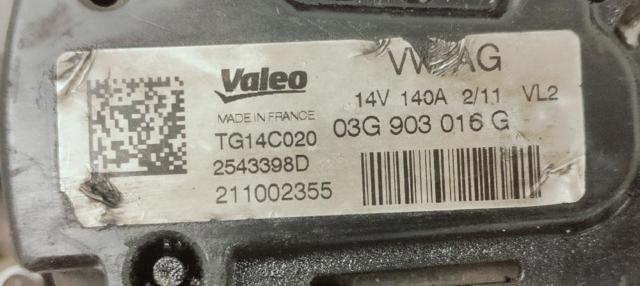 Valeo
MADE IN FRANCE
TG14C020
2543398D
211002355
VW AG
14V 140A 2/11 VL2
03G 903 016 G